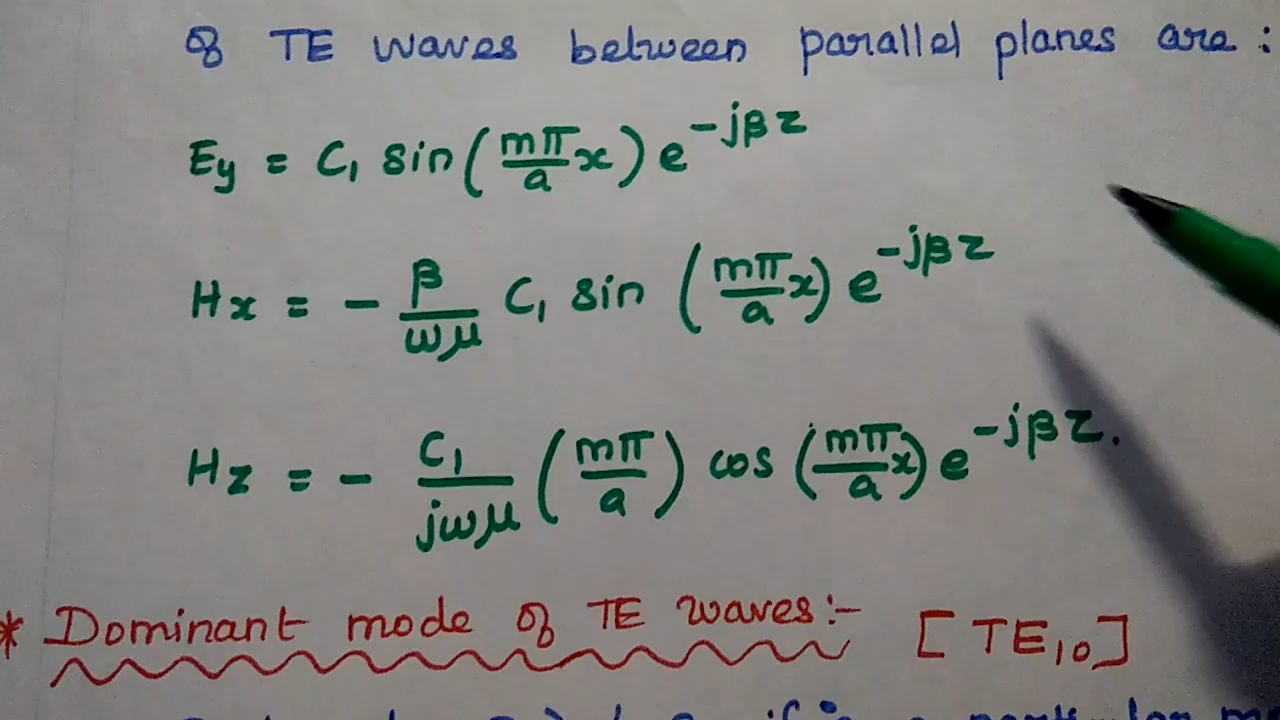 of TE waves between parallel planes are :
Ey = C₁ sin(mπ/a x) e^-jβz
Hx = - β/ωμ C₁ sin (mπ/a x) e^-jβz
Hz = - C₁/jωμ (mπ/a) cos (mπ/a x) e^-jβz.
* Dominant mode of TE waves:- [TE₁₀]